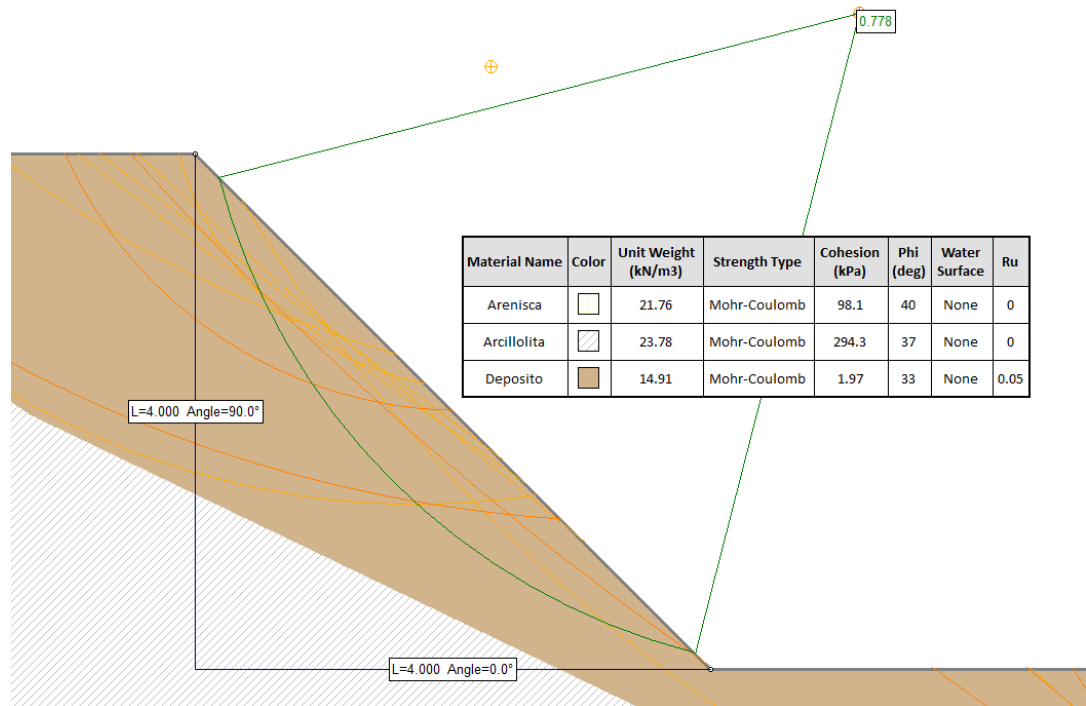 0.778
Material Name Color Unit Weight (kN/m3) Strength Type Cohesion (kPa) Phi (deg) Water Surface Ru
Arenisca 21.76 Mohr-Coulomb 98.1 40 None 0
Arcillolita 23.78 Mohr-Coulomb 294.3 37 None 0
Deposito 14.91 Mohr-Coulomb 1.97 33 None 0.05
L=4.000 Angle=90.0°
L=4.000 Angle=0.0°